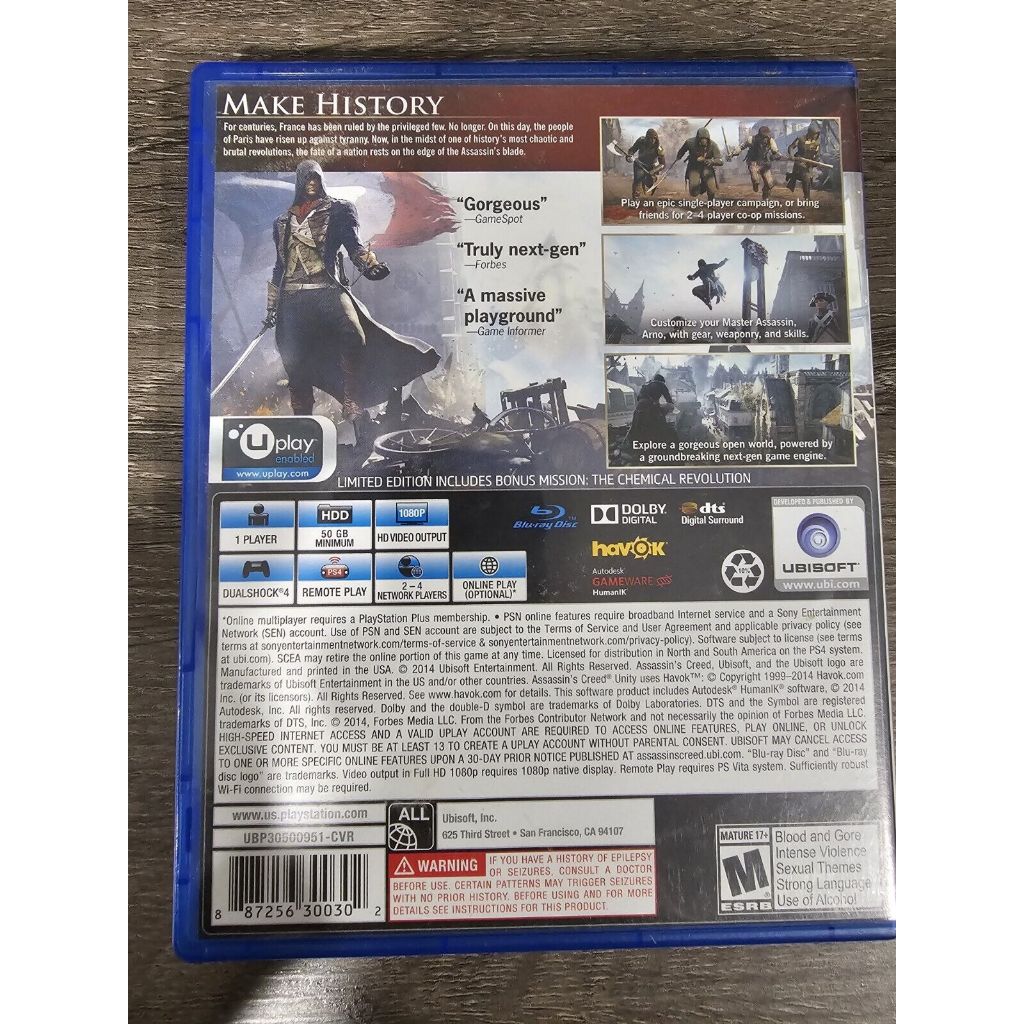 MAKE HISTORY
For centuries, France has been ruled by the privileged few. No longer. On this day, the people
of Paris have risen up against tyranny. Now, in the midst of one of history's most chaotic and
brutal revolutions, the fate of a nation rests on the edge of the Assassin's blade.
"Gorgeous"
—GameSpot
"Truly next-gen"
—Forbes
"A massive
playground"
—Game Informer
Play an epic single-player campaign, or bring
friends for 2–4 player co-op missions.
Customize your Master Assassin,
Arno, with gear, weaponry, and skills.
Explore a gorgeous open world, powered by
a groundbreaking next-gen game engine.
Uplay
enabled
www.uplay.com
LIMITED EDITION INCLUDES BONUS MISSION: THE CHEMICAL REVOLUTION
1 PLAYER
HDD
50 GB
MINIMUM
1080P
HD VIDEO OUTPUT
DUALSHOCK®4
PS4
REMOTE PLAY
2 – 4
NETWORK PLAYERS
ONLINE PLAY
(OPTIONAL)*
Blu-ray Disc
DOLBY
DIGITAL
dts
Digital Surround
havok
Autodesk
GAMEWARE
HumanIK
10%
DEVELOPED & PUBLISHED BY
UBISOFT
www.ubi.com
*Online multiplayer requires a PlayStation Plus membership. • PSN online features require broadband Internet service and a Sony Entertainment
Network (SEN) account. Use of PSN and SEN account are subject to the Terms of Service and User Agreement and applicable privacy policy (see
terms at sonyentertainmentnetwork.com/terms-of-service & sonyentertainmentnetwork.com/privacy-policy). Software subject to license (see terms
at ubi.com). SCEA may retire the online portion of this game at any time. Licensed for distribution in North and South America on the PS4 system.
Manufactured and printed in the USA. © 2014 Ubisoft Entertainment. All Rights Reserved. Assassin's Creed, Ubisoft, and the Ubisoft logo are
trademarks of Ubisoft Entertainment in the US and/or other countries. Assassin's Creed® Unity uses Havok™: © Copyright 1999–2014 Havok.com
Inc. (or its licensors). All Rights Reserved. See www.havok.com for details. This software product includes Autodesk® HumanIK® software, © 2014
Autodesk, Inc. All rights reserved. Dolby and the double-D symbol are trademarks of Dolby Laboratories. DTS and the Symbol are registered
trademarks of DTS, Inc. © 2014, Forbes Media LLC. From the Forbes Contributor Network and not necessarily the opinion of Forbes Media LLC.
HIGH-SPEED INTERNET ACCESS AND A VALID UPLAY ACCOUNT ARE REQUIRED TO ACCESS ONLINE FEATURES, PLAY ONLINE, OR UNLOCK
EXCLUSIVE CONTENT. YOU MUST BE AT LEAST 13 TO CREATE A UPLAY ACCOUNT WITHOUT PARENTAL CONSENT. UBISOFT MAY CANCEL ACCESS
TO ONE OR MORE SPECIFIC ONLINE FEATURES UPON A 30-DAY PRIOR NOTICE PUBLISHED AT assassinscreed.ubi.com. "Blu-ray Disc" and "Blu-ray
disc logo" are trademarks. Video output in Full HD 1080p requires 1080p native display. Remote Play requires PS Vita system. Sufficiently robust
Wi-Fi connection may be required.
www.us.playstation.com
UBP30500951-CVR
ALL
Ubisoft, Inc.
625 Third Street • San Francisco, CA 94107
8 87256 30030 2
WARNING IF YOU HAVE A HISTORY OF EPILEPSY
OR SEIZURES, CONSULT A DOCTOR
BEFORE USE. CERTAIN PATTERNS MAY TRIGGER SEIZURES
WITH NO PRIOR HISTORY. BEFORE USING AND FOR MORE
DETAILS SEE INSTRUCTIONS FOR THIS PRODUCT.
MATURE 17+
M
ESRB
Blood and Gore
Intense Violence
Sexual Themes
Strong Language
Use of Alcohol